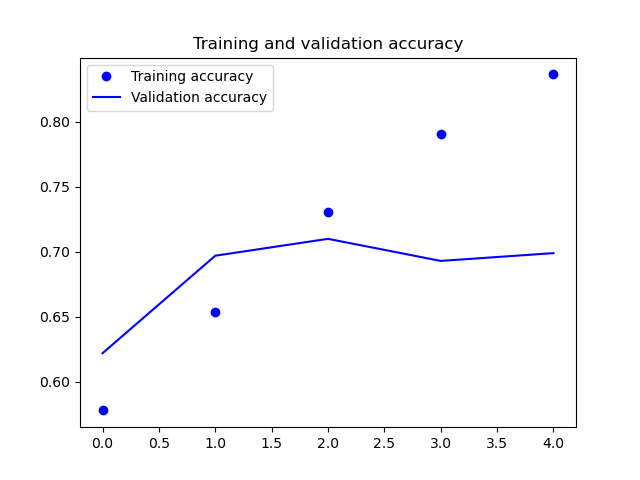 Training and validation accuracy
Training accuracy
Validation accuracy
0.80
0.75
0.70
0.65
0.60
0.0 0.5 1.0 1.5 2.0 2.5 3.0 3.5 4.0